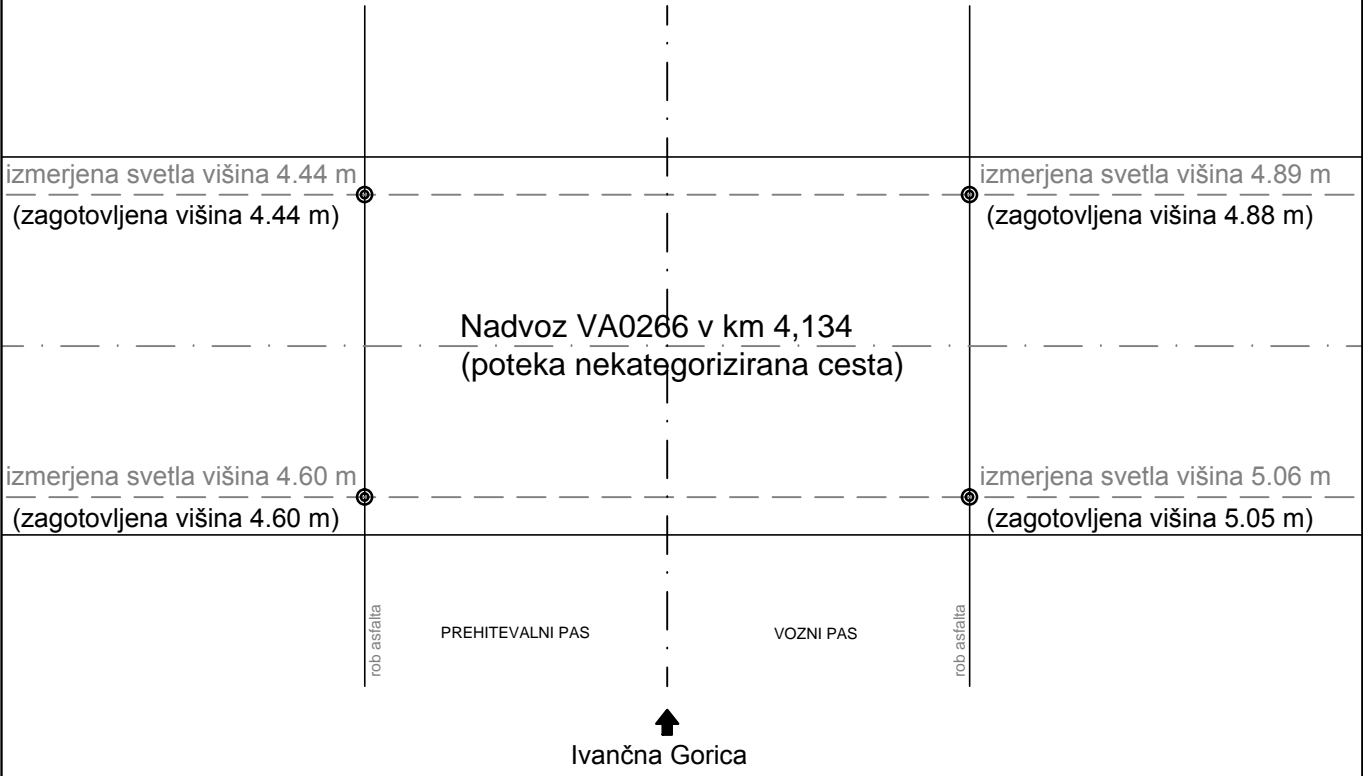 izmerjena svetla višina 4.44 m
izmerjena svetla višina 4.89 m
(zagotovljena višina 4.44 m)
(zagotovljena višina 4.88 m)
Nadvoz VA0266 v km 4,134
(poteka nekategorizirana cesta)
izmerjena svetla višina 4.60 m
izmerjena svetla višina 5.06 m
(zagotovljena višina 4.60 m)
(zagotovljena višina 5.05 m)
rob asfalta
PREHITEVALNI PAS
VOZNI PAS
rob asfalta
Ivančna Gorica